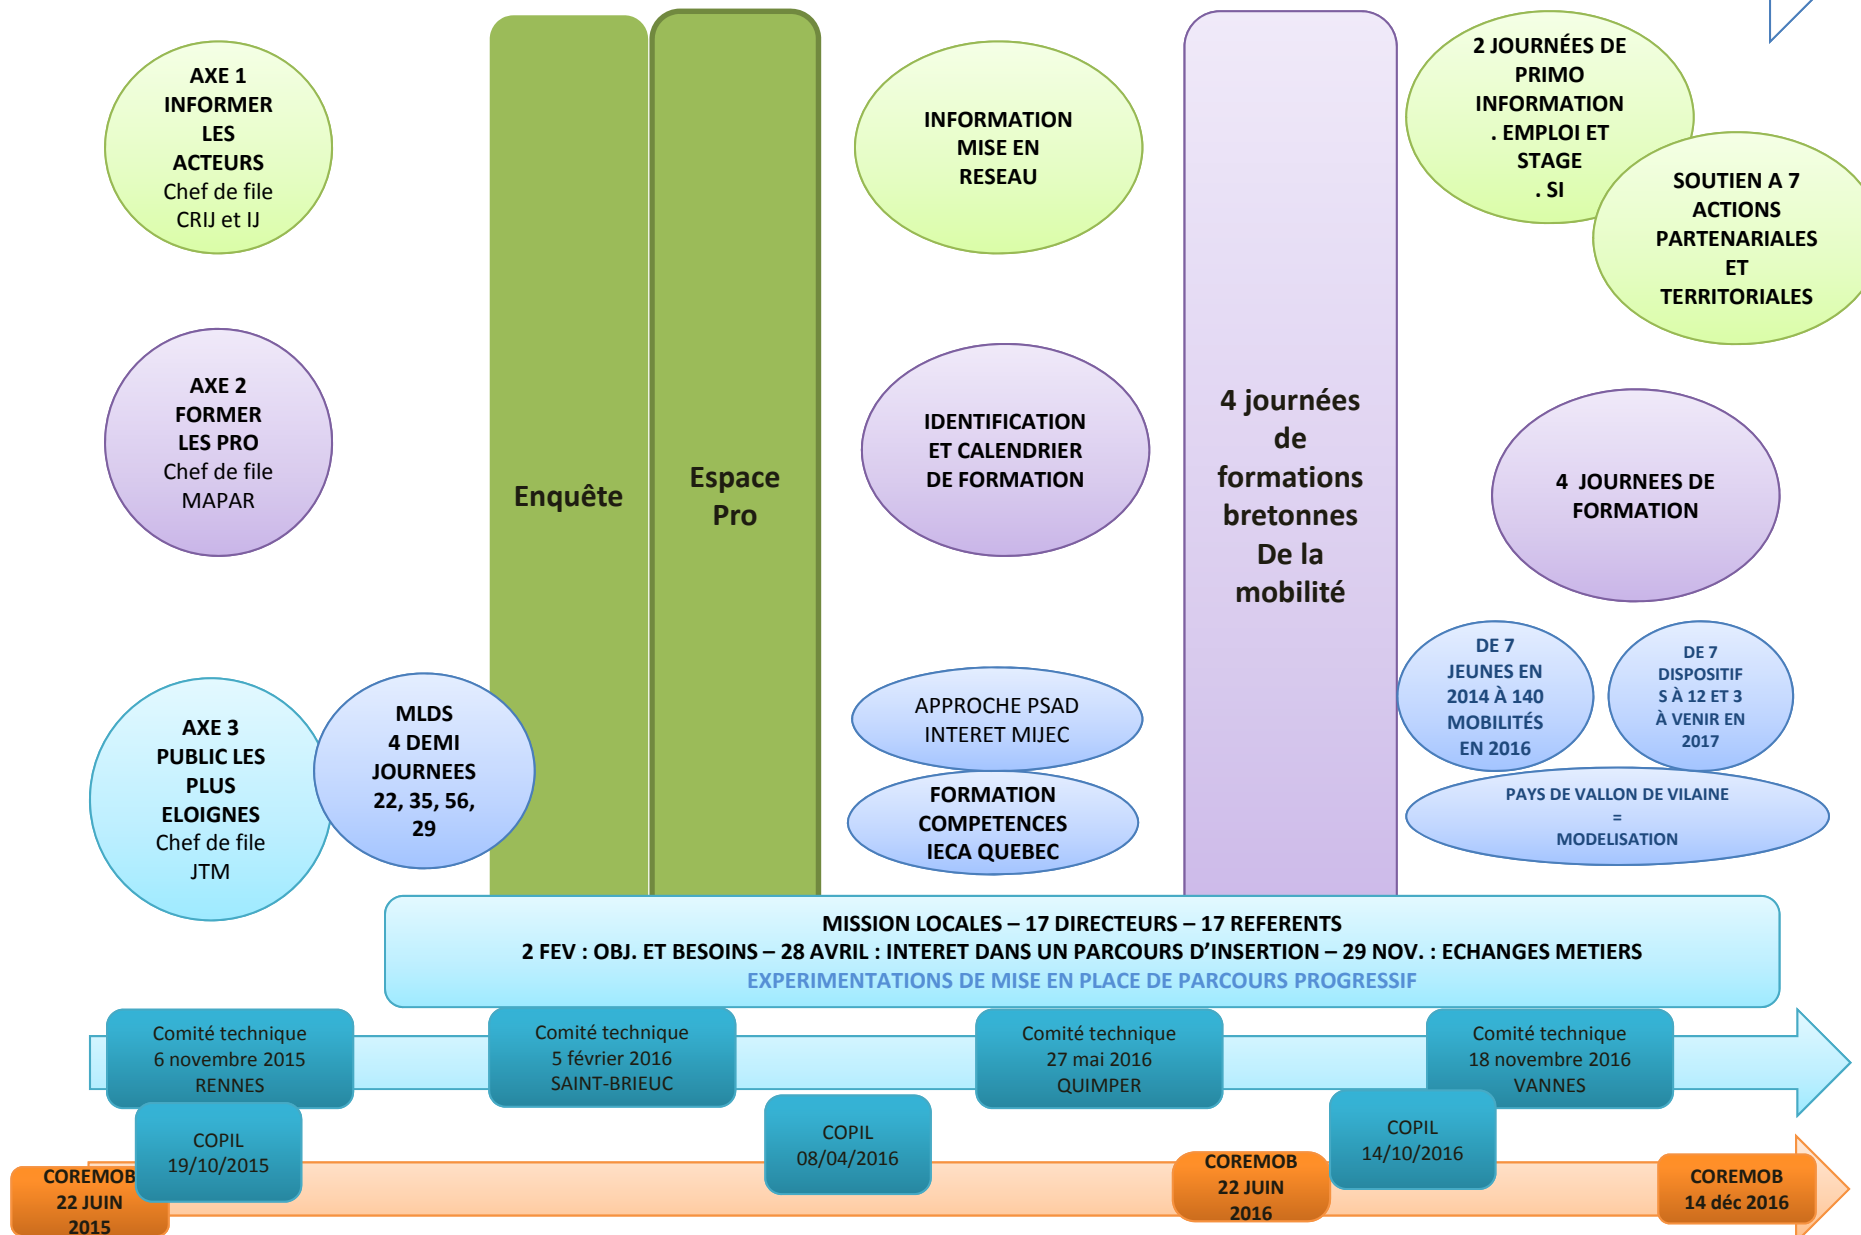 AXE 1
INFORMER
LES
ACTEURS
Chef de file
CRIJ et IJ
INFORMATION
MISE EN
RESEAU
2 JOURNÉES DE
PRIMO
INFORMATION
. EMPLOI ET
STAGE
. SI
SOUTIEN A 7
ACTIONS
PARTENARIALES
ET
TERRITORIALES
AXE 2
FORMER
LES PRO
Chef de file
MAPAR
Enquête
Espace
Pro
IDENTIFICATION
ET CALENDRIER
DE FORMATION
4 journées
de
formations
bretonnes
De la
mobilité
4 JOURNEES DE
FORMATION
AXE 3
PUBLIC LES
PLUS
ELOIGNES
Chef de file
JTM
MLDS
4 DEMI
JOURNEES
22, 35, 56,
29
APPROCHE PSAD
INTERET MIJEC
FORMATION
COMPETENCES
IECA QUEBEC
DE 7
JEUNES EN
2014 À 140
MOBILITÉS
EN 2016
DE 7
DISPOSITIF
S À 12 ET 3
À VENIR EN
2017
PAYS DE VALLON DE VILAINE
=
MODELISATION
MISSION LOCALES – 17 DIRECTEURS – 17 REFERENTS
2 FEV : OBJ. ET BESOINS – 28 AVRIL : INTERET DANS UN PARCOURS D’INSERTION – 29 NOV. : ECHANGES METIERS
EXPERIMENTATIONS DE MISE EN PLACE DE PARCOURS PROGRESSIF
Comité technique
6 novembre 2015
RENNES
Comité technique
5 février 2016
SAINT-BRIEUC
Comité technique
27 mai 2016
QUIMPER
Comité technique
18 novembre 2016
VANNES
COPIL
19/10/2015
COPIL
08/04/2016
COPIL
14/10/2016
COREMOB
22 JUIN
2015
COREMOB
22 JUIN
2016
COREMOB
14 déc 2016